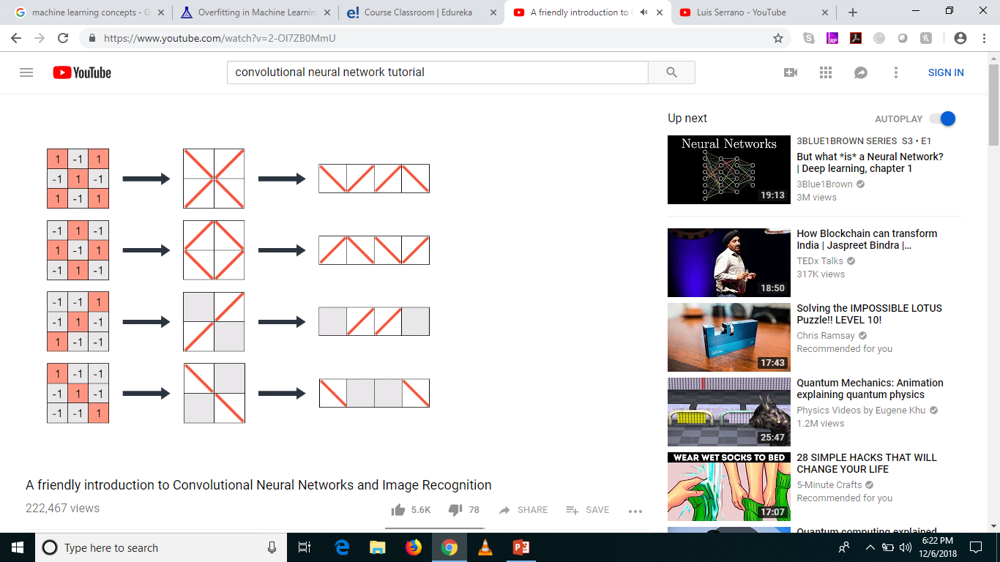 machine learning concepts - G
Overfitting in Machine Learnin
Course Classroom | Edureka
A friendly introduction to C
Luis Serrano - YouTube
https://www.youtube.com/watch?v=2-Ol7ZB0MmU
YouTube
convolutional neural network tutorial
SIGN IN
Up next
AUTOPLAY
1 -1 1
-1 1 -1
1 -1 1
-1 1 -1
1 -1 1
-1 1 -1
-1 -1 1
-1 1 -1
1 -1 -1
1 -1 -1
-1 1 -1
-1 -1 1
A friendly introduction to Convolutional Neural Networks and Image Recognition
222,467 views
5.6K
78
SHARE
SAVE
Neural Networks
19:13
3BLUE1BROWN SERIES S3 • E1
But what *is* a Neural Network?
| Deep learning, chapter 1
3Blue1Brown
3M views
18:50
How Blockchain can transform
India | Jaspreet Bindra |...
TEDx Talks
317K views
17:43
Solving the IMPOSSIBLE LOTUS
Puzzle!! LEVEL 10!
Chris Ramsay
Recommended for you
25:47
Quantum Mechanics: Animation
explaining quantum physics
Physics Videos by Eugene Khu
1.2M views
WEAR WET SOCKS TO BED
17:07
28 SIMPLE HACKS THAT WILL
CHANGE YOUR LIFE
5-Minute Crafts
Recommended for you
Quantum computing explained
Type here to search
6:22 PM
12/6/2018